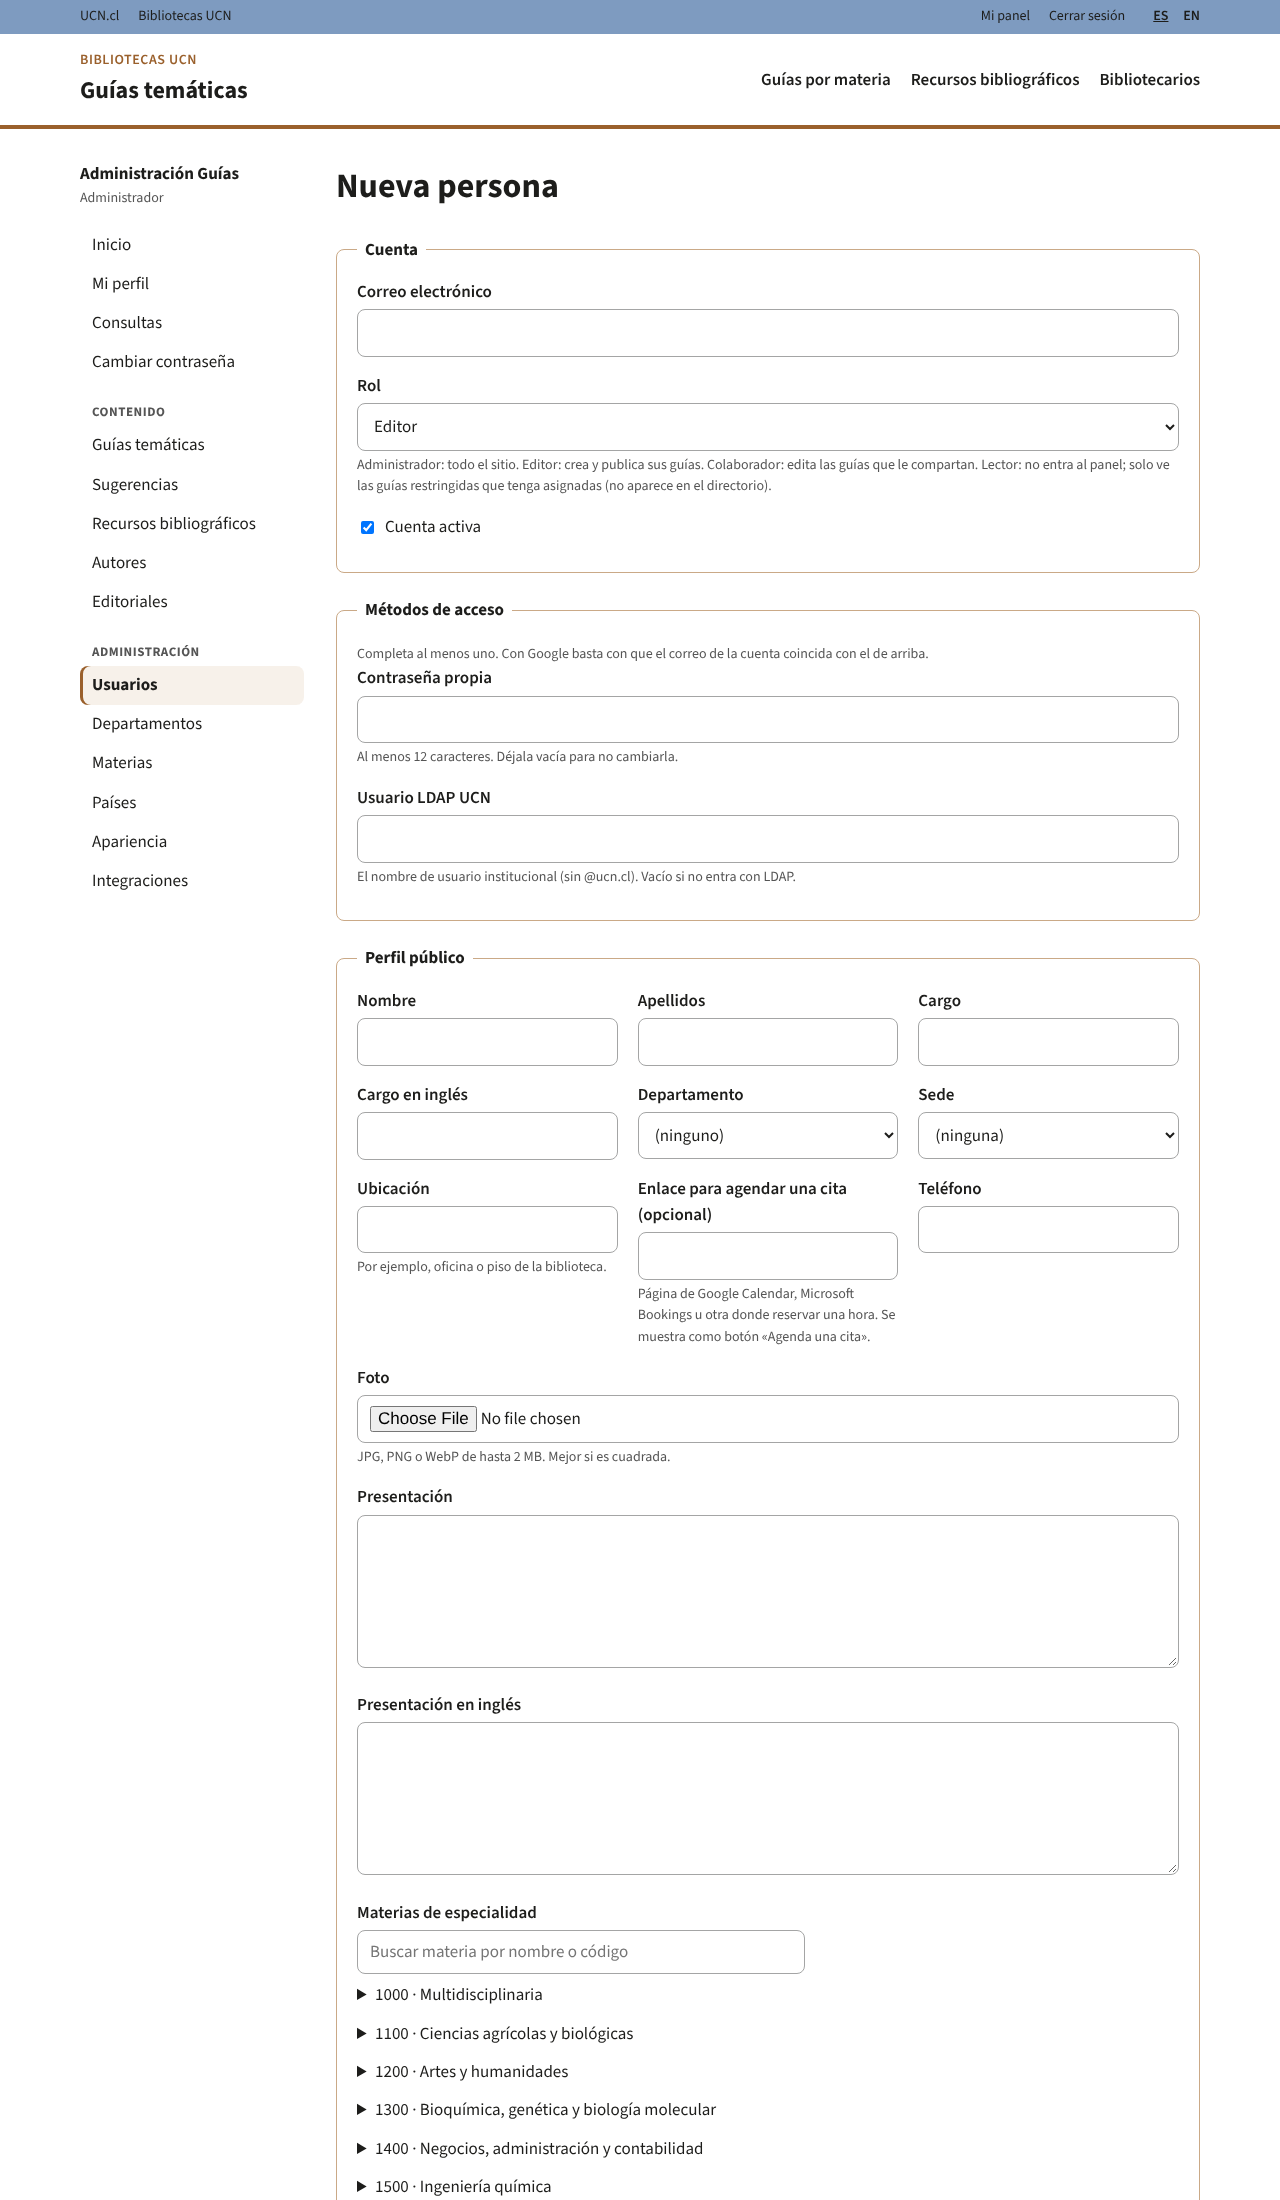 UCN.cl Bibliotecas UCN Mi panel Cerrar sesión ES EN
BIBLIOTECAS UCN
Guías temáticas
Guías por materia Recursos bibliográficos Bibliotecarios
Administración Guías
Administrador
Inicio
Mi perfil
Consultas
Cambiar contraseña
CONTENIDO
Guías temáticas
Sugerencias
Recursos bibliográficos
Autores
Editoriales
ADMINISTRACIÓN
Usuarios
Departamentos
Materias
Países
Apariencia
Integraciones
Nueva persona
Cuenta
Correo electrónico
Rol
Editor
Administrador: todo el sitio. Editor: crea y publica sus guías. Colaborador: edita las guías que le compartan. Lector: no entra al panel; solo ve
las guías restringidas que tenga asignadas (no aparece en el directorio).
Cuenta activa
Métodos de acceso
Completa al menos uno. Con Google basta con que el correo de la cuenta coincida con el de arriba.
Contraseña propia
Al menos 12 caracteres. Déjala vacía para no cambiarla.
Usuario LDAP UCN
El nombre de usuario institucional (sin @ucn.cl). Vacío si no entra con LDAP.
Perfil público
Nombre Apellidos Cargo
Cargo en inglés Departamento Sede
(ninguno) (ninguna)
Ubicación
Por ejemplo, oficina o piso de la biblioteca.
Enlace para agendar una cita
(opcional)
Página de Google Calendar, Microsoft
Bookings u otra donde reservar una hora. Se
muestra como botón «Agenda una cita».
Teléfono
Foto
Choose File No file chosen
JPG, PNG o WebP de hasta 2 MB. Mejor si es cuadrada.
Presentación
Presentación en inglés
Materias de especialidad
Buscar materia por nombre o código
1000 · Multidisciplinaria
1100 · Ciencias agrícolas y biológicas
1200 · Artes y humanidades
1300 · Bioquímica, genética y biología molecular
1400 · Negocios, administración y contabilidad
1500 · Ingeniería química